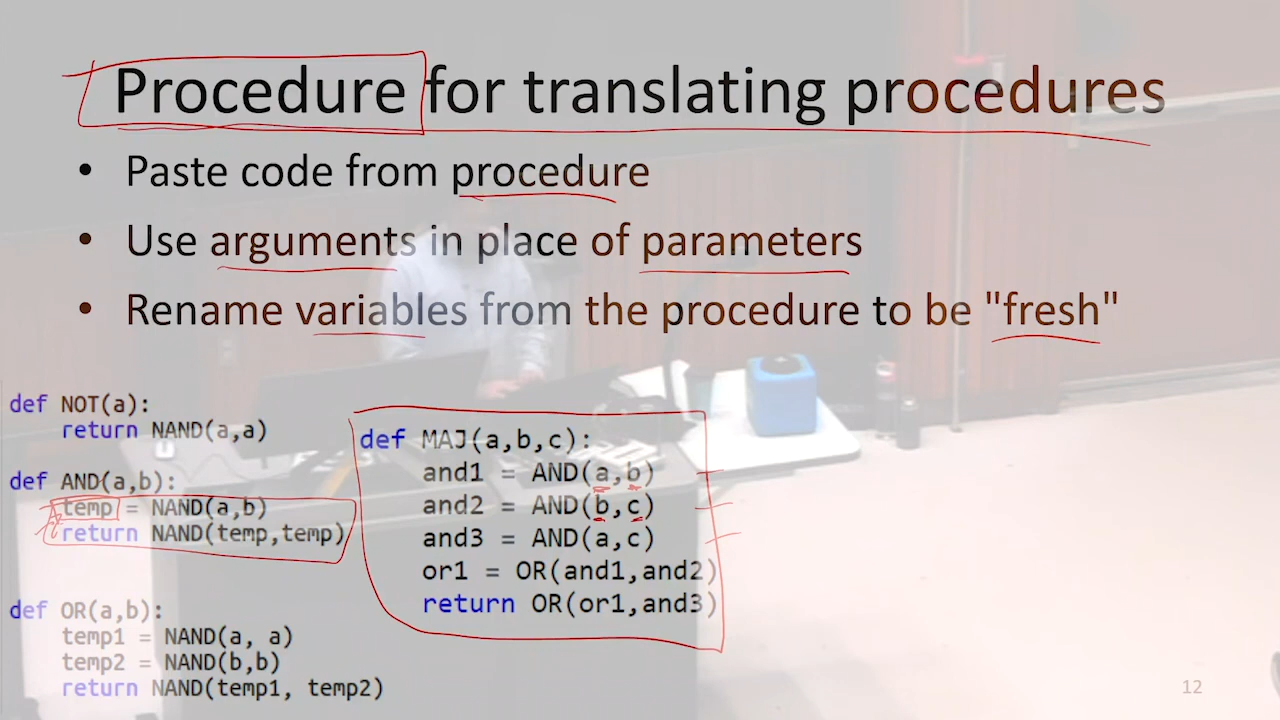 Procedure for translating procedures
• Paste code from procedure
• Use arguments in place of parameters
• Rename variables from the procedure to be "fresh"
def NOT(a):
    return NAND(a,a)
def AND(a,b):
    temp = NAND(a,b)
    return NAND(temp,temp)
def OR(a,b):
    temp1 = NAND(a, a)
    temp2 = NAND(b,b)
    return NAND(temp1, temp2)
def MAJ(a,b,c):
    and1 = AND(a,b)
    and2 = AND(b,c)
    and3 = AND(a,c)
    or1 = OR(and1,and2)
    return OR(or1,and3)
12